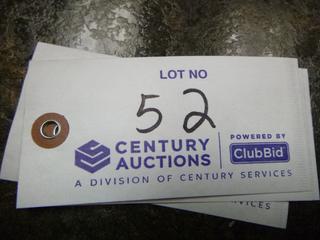 LOT NO
52
CENTURY
AUCTIONS
POWERED BY
ClubBid
A DIVISION OF CENTURY SERVICES